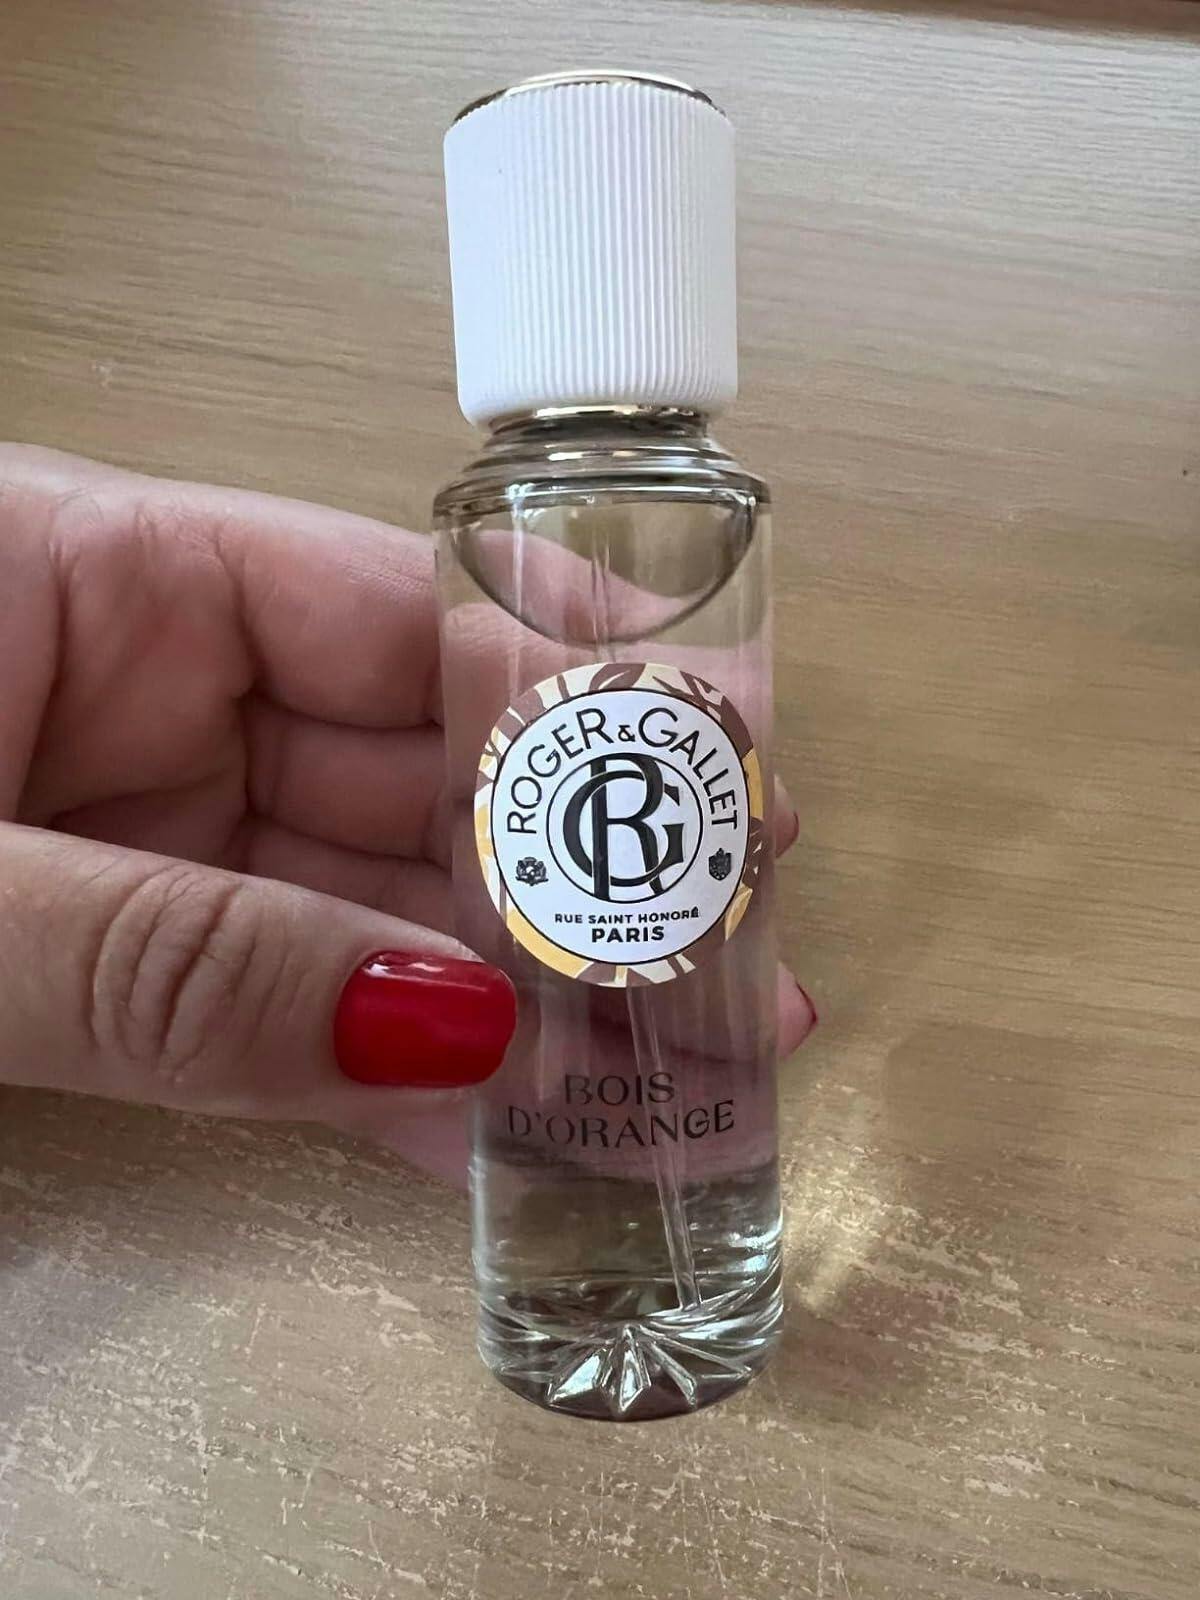 ROGER & GALLET
RG
RUE SAINT HONORÉ
PARIS
BOIS
D'ORANGE